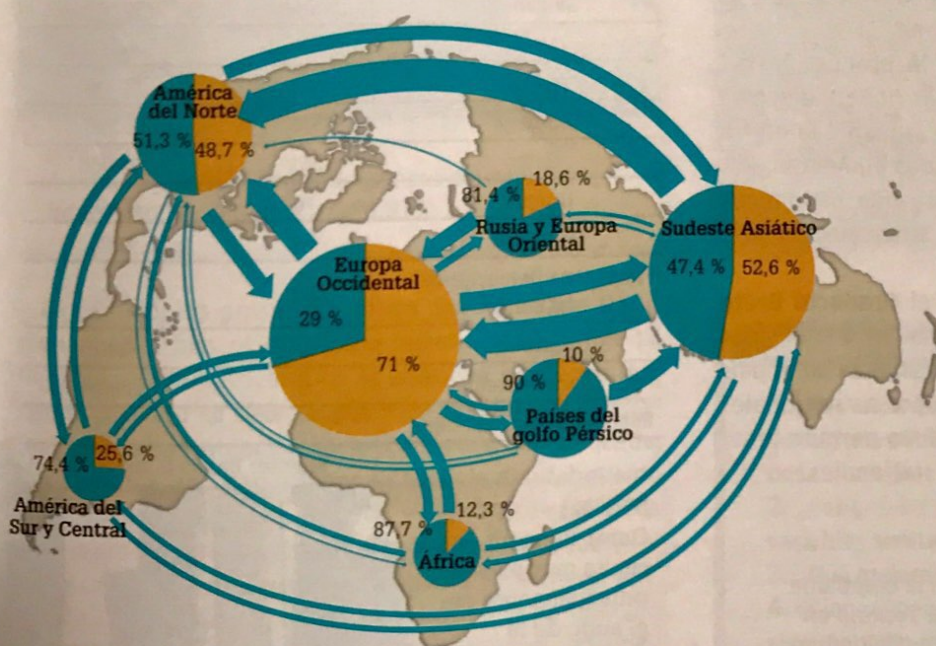 América
del Norte
51,3 %
48,7 %
81,4 %
18,6 %
Rusia y Europa
Oriental
Sudeste Asiático
47,4 %
52,6 %
Europa
Occidental
29 %
71 %
90 %
10 %
Países del
golfo Pérsico
74,4 %
25,6 %
América del
Sur y Central
87,7 %
12,3 %
África